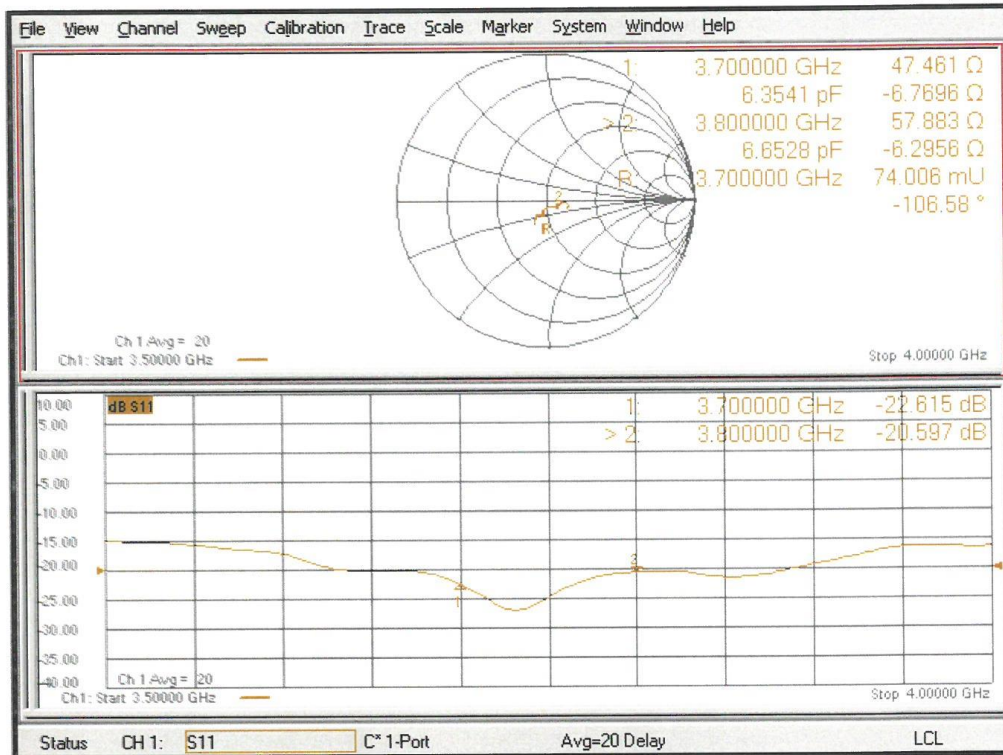 File View Channel Sweep Calibration Trace Scale Marker System Window Help
1: 3.700000 GHz 47.461 Ω
6.3541 pF -6.7696 Ω
> 2: 3.800000 GHz 57.883 Ω
6.6528 pF -6.2956 Ω
R: 3.700000 GHz 74.006 mU
-106.58 °
2
1
R
Ch 1 Avg = 20
Ch1: Start 3.50000 GHz
Stop 4.00000 GHz
10.00
dB S11
1: 3.700000 GHz -22.615 dB
> 2: 3.800000 GHz -20.597 dB
5.00
0.00
-5.00
-10.00
-15.00
-20.00
-25.00
-30.00
-35.00
-40.00
1
Ch 1 Avg = 20
Ch1: Start 3.50000 GHz
Stop 4.00000 GHz
Status CH 1: S11 C* 1-Port Avg=20 Delay LCL